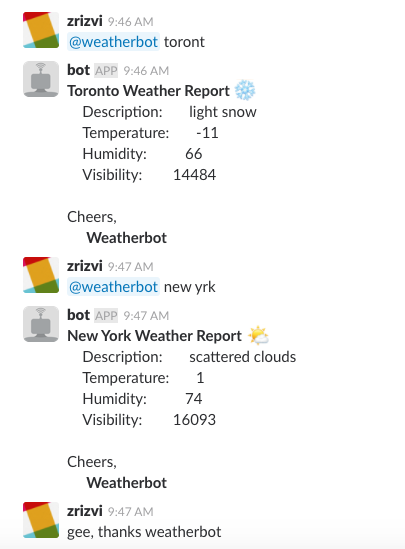 zrizvi 9:46 AM
@weatherbot toront
bot APP 9:46 AM
Toronto Weather Report ❄️
Description: light snow
Temperature: -11
Humidity: 66
Visibility: 14484
Cheers,
Weatherbot
zrizvi 9:47 AM
@weatherbot new yrk
bot APP 9:47 AM
New York Weather Report 🌤️
Description: scattered clouds
Temperature: 1
Humidity: 74
Visibility: 16093
Cheers,
Weatherbot
zrizvi 9:47 AM
gee, thanks weatherbot